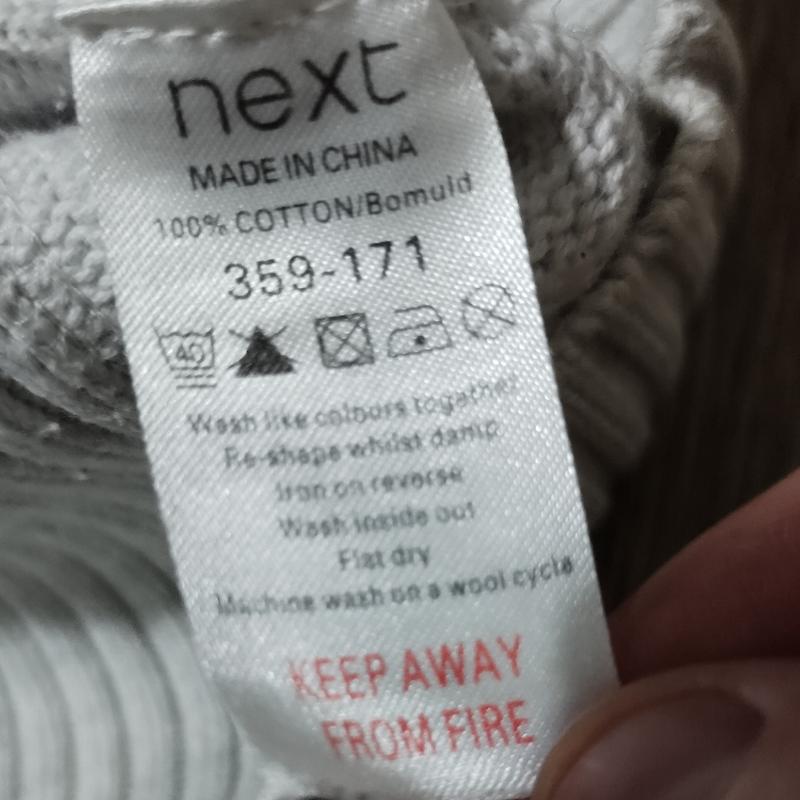 next
MADE IN CHINA
100% COTTON/Bomuld
359-171
40
Wash like colours together
Re-shape whilst damp
Iron on reverse
Wash inside out
Flat dry
Machine wash on a wool cycle
KEEP AWAY
FROM FIRE